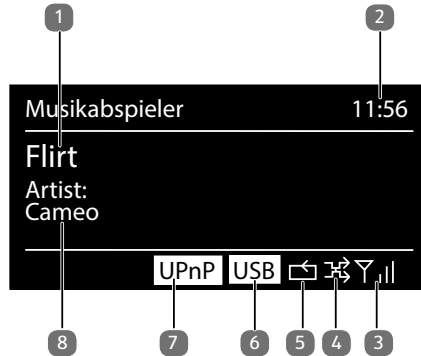 1 2
Musikabspieler 11:56
Flirt
Artist:
Cameo
UPnP USB
8 7 6 5 4 3